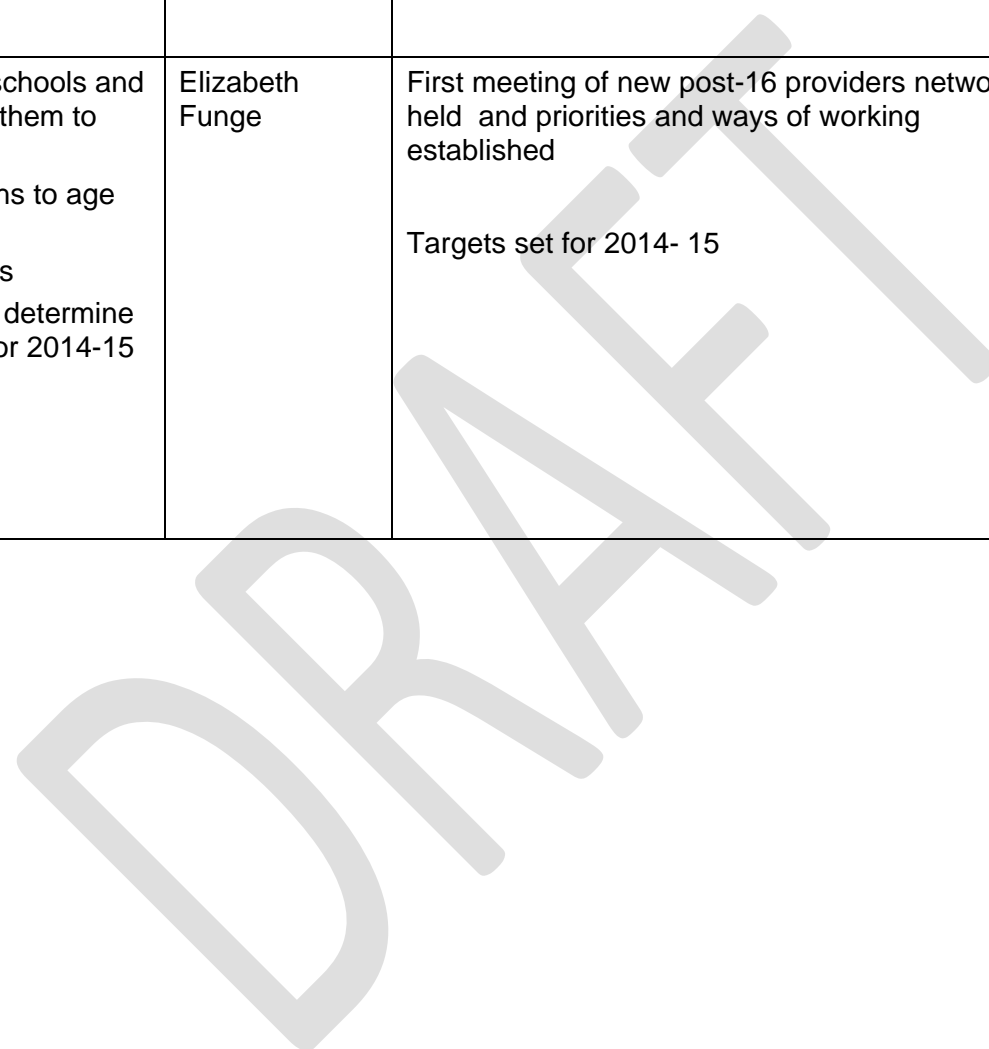 schools and
them to
ns to age
s
determine
or 2014-15
Elizabeth
Funge
First meeting of new post-16 providers netwo
held  and priorities and ways of working
established
Targets set for 2014- 15
DRAFT